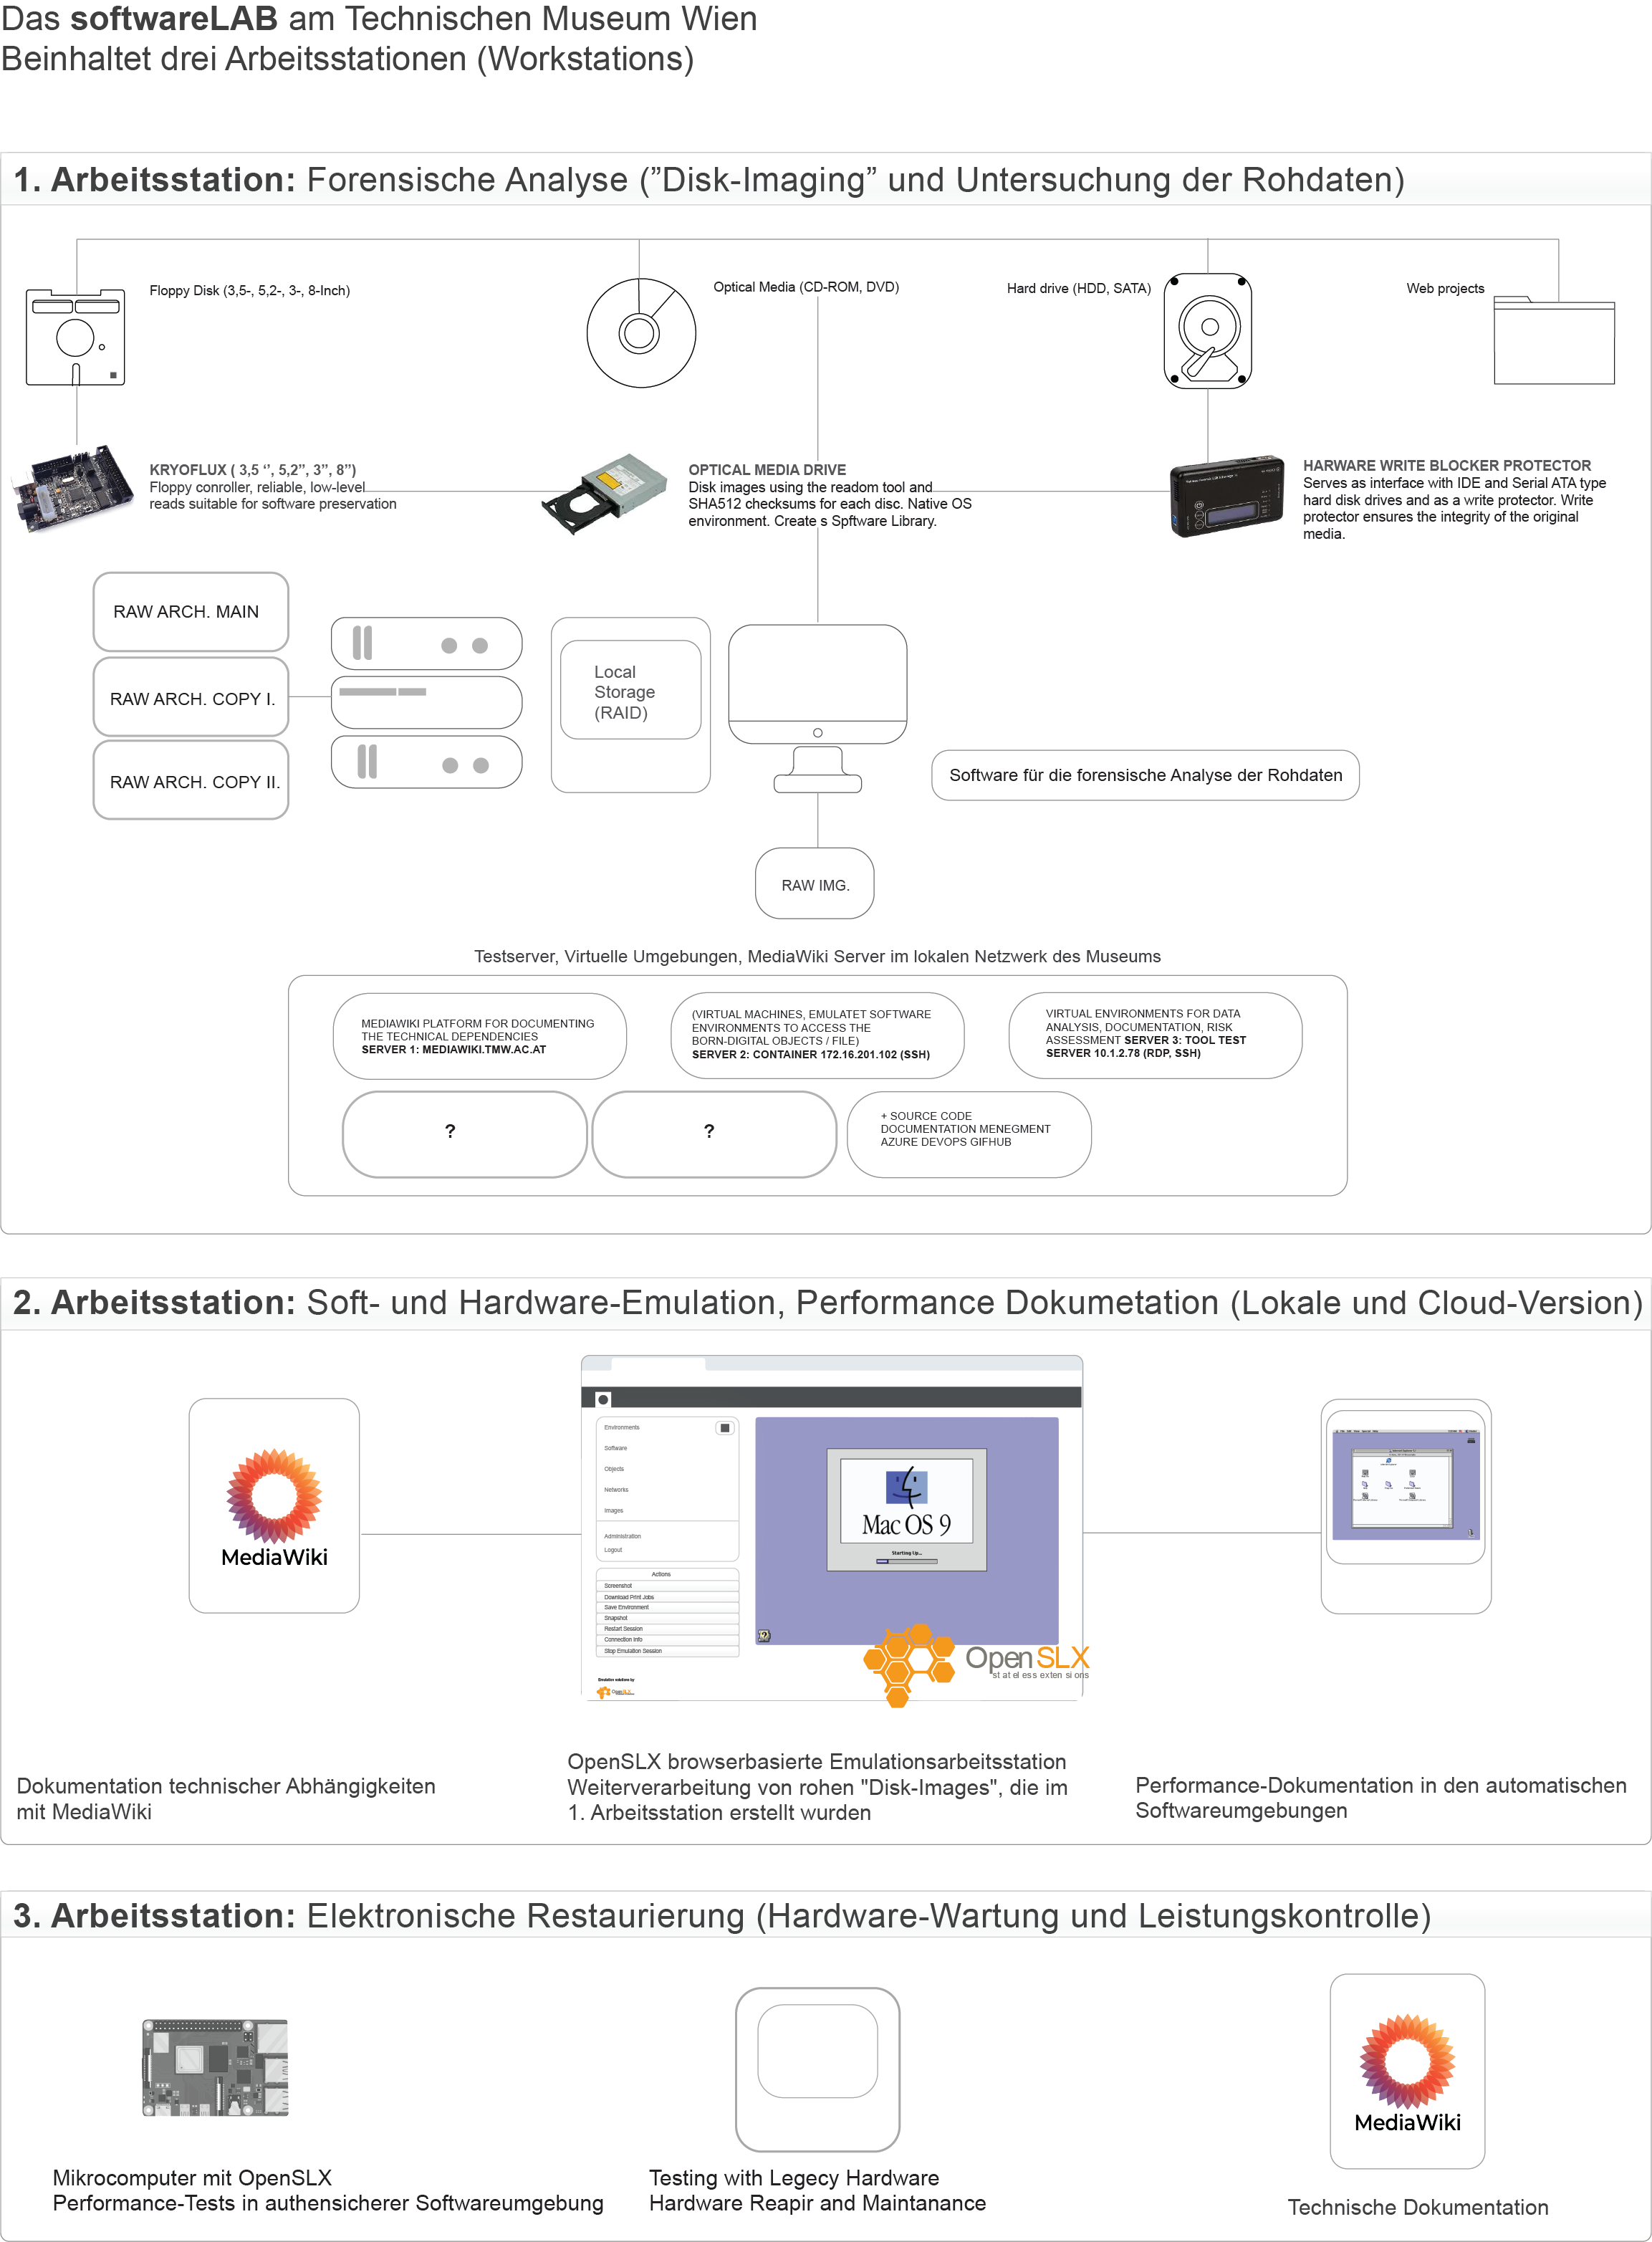 Das softwareLAB am Technischen Museum Wien
Beinhaltet drei Arbeitsstationen (Workstations)
1. Arbeitsstation: Forensische Analyse (”Disk-Imaging” und Untersuchung der Rohdaten)
Floppy Disk (3,5-, 5,2-, 3-, 8-Inch)
Optical Media (CD-ROM, DVD)
Hard drive (HDD, SATA)
Web projects
KRYOFLUX ( 3,5 ‘’, 5,2”, 3”, 8”)
Floppy conroller, reliable, low-level
reads suitable for software preservation
OPTICAL MEDIA DRIVE
Disk images using the readom tool and
SHA512 checksums for each disc. Native OS
environment. Create s Spftware Library.
HARWARE WRITE BLOCKER PROTECTOR
Serves as interface with IDE and Serial ATA type
hard disk drives and as a write protector. Write
protector ensures the integrity of the original
media.
RAW ARCH. MAIN
RAW ARCH. COPY I.
RAW ARCH. COPY II.
Local
Storage
(RAID)
Software für die forensische Analyse der Rohdaten
RAW IMG.
Testserver, Virtuelle Umgebungen, MediaWiki Server im lokalen Netzwerk des Museums
MEDIAWIKI PLATFORM FOR DOCUMENTING
THE TECHNICAL DEPENDENCIES
SERVER 1: MEDIAWIKI.TMW.AC.AT
(VIRTUAL MACHINES, EMULATET SOFTWARE
ENVIRONMENTS TO ACCESS THE
BORN-DIGITAL OBJECTS / FILE)
SERVER 2: CONTAINER 172.16.201.102 (SSH)
VIRTUAL ENVIRONMENTS FOR DATA
ANALYSIS, DOCUMENTATION, RISK
ASSESSMENT SERVER 3: TOOL TEST
SERVER 10.1.2.78 (RDP, SSH)
?
?
+ SOURCE CODE
DOCUMENTATION MENEGMENT
AZURE DEVOPS GIFHUB
2. Arbeitsstation: Soft- und Hardware-Emulation, Performance Dokumetation (Lokale und Cloud-Version)
MediaWiki
Environments
Software
Objects
Networks
Images
Administration
Logout
Actions
Screenshot
Download Print Jobs
Save Environment
Snapshot
Restart Session
Connection Info
Stop Emulation Session
Emulation solutions by
OpenSLX
Mac OS 9
Starting Up...
OpenSLX
stateless extensions
Dokumentation technischer Abhängigkeiten
mit MediaWiki
OpenSLX browserbasierte Emulationsarbeitsstation
Weiterverarbeitung von rohen "Disk-Images", die im
1. Arbeitsstation erstellt wurden
Performance-Dokumentation in den automatischen
Softwareumgebungen
3. Arbeitsstation: Elektronische Restaurierung (Hardware-Wartung und Leistungskontrolle)
MediaWiki
Mikrocomputer mit OpenSLX
Performance-Tests in authensicherer Softwareumgebung
Testing with Legecy Hardware
Hardware Reapir and Maintanance
Technische Dokumentation